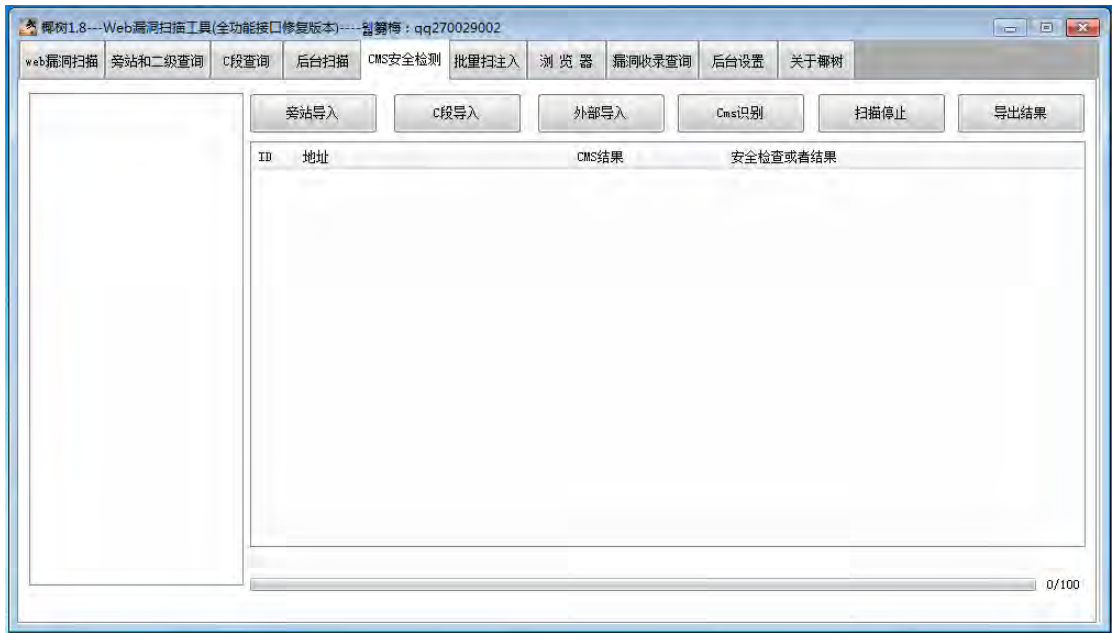 椰树1.8---Web漏洞扫描工具(全功能接口修复版本)----쉽쒊梅：qq270029002
web漏洞扫描 旁站和二级查询 C段查询 后台扫描 CMS安全检测 批量扫注入 浏 览 器 漏洞收录查询 后台设置 关于椰树
旁站导入 C段导入 外部导入 Cms识别 扫描停止 导出结果
ID 地址 CMS结果 安全检查或者结果
0/100